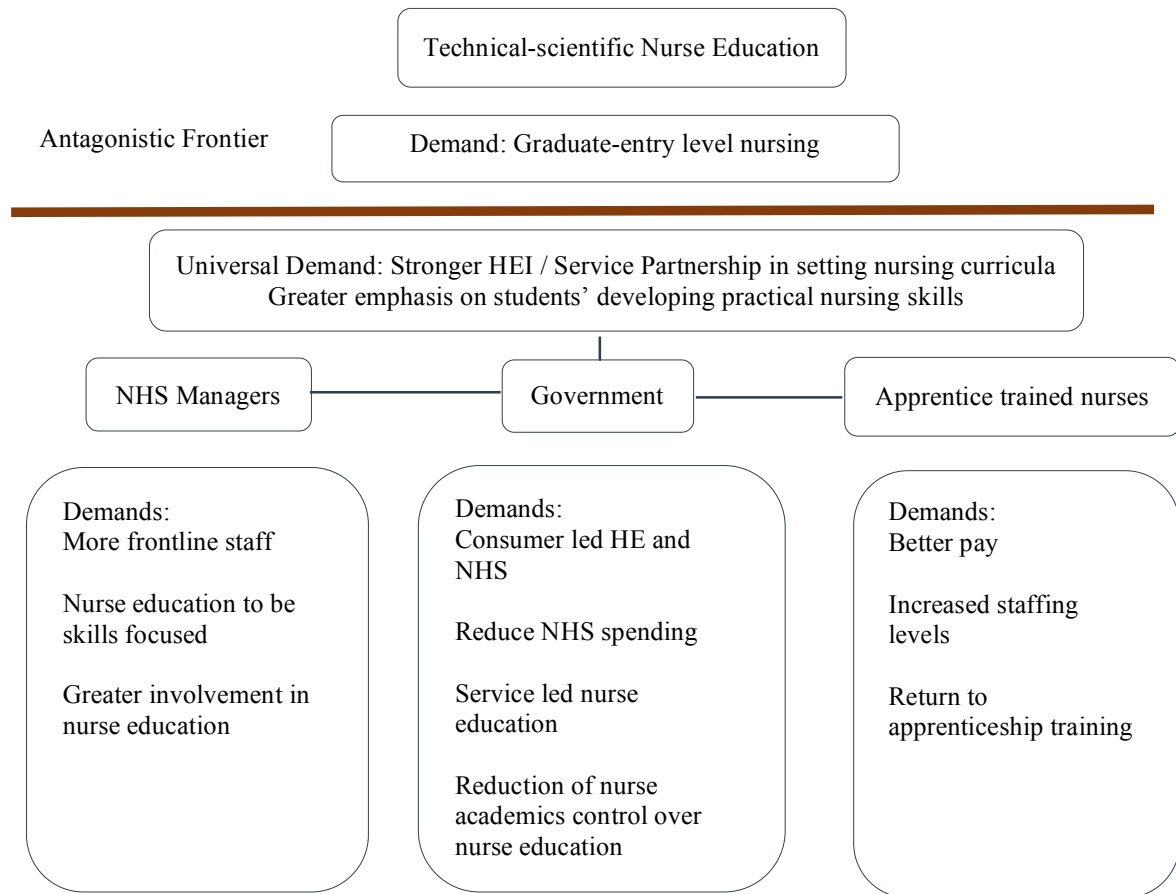 Technical-scientific Nurse Education
Antagonistic Frontier
Demand: Graduate-entry level nursing
Universal Demand: Stronger HEI / Service Partnership in setting nursing curricula
Greater emphasis on students’ developing practical nursing skills
NHS Managers
Government
Apprentice trained nurses
Demands:
More frontline staff
Nurse education to be
skills focused
Greater involvement in
nurse education
Demands:
Consumer led HE and
NHS
Reduce NHS spending
Service led nurse
education
Reduction of nurse
academics control over
nurse education
Demands:
Better pay
Increased staffing
levels
Return to
apprenticeship training